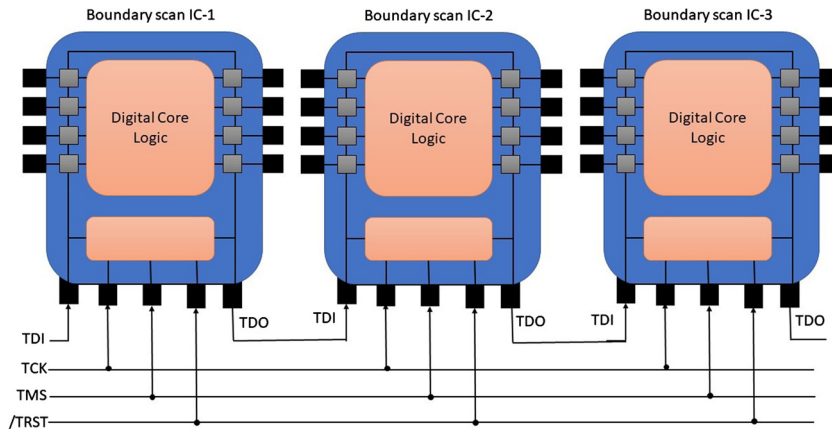 Boundary scan IC-1
Boundary scan IC-2
Boundary scan IC-3
Digital Core
Logic
Digital Core
Logic
Digital Core
Logic
TDI
TDO
TDI
TDO
TDI
TDO
TCK
TMS
/TRST